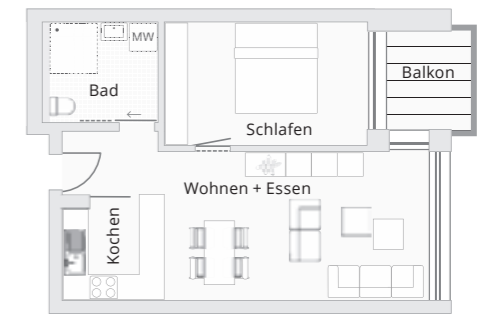 MW
Bad
Balkon
Schlafen
Wohnen + Essen
Kochen